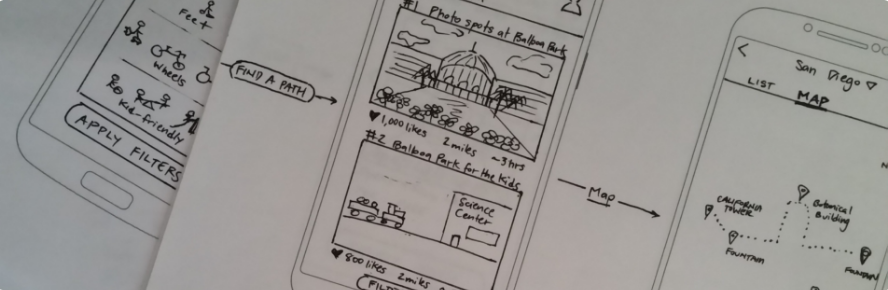 Feet
Wheels
Kid-friendly
APPLY FILTERS
FIND A PATH
#1 Photo spots at Balboa Park
1,000 likes 2 miles ~3 hrs
#2 Balboa Park for the kids
Science
Center
800 likes 2 miles
Map
San Diego
LIST MAP
CALIFORNIA
TOWER
Botanical
Building
FOUNTAIN
FOUNTAIN